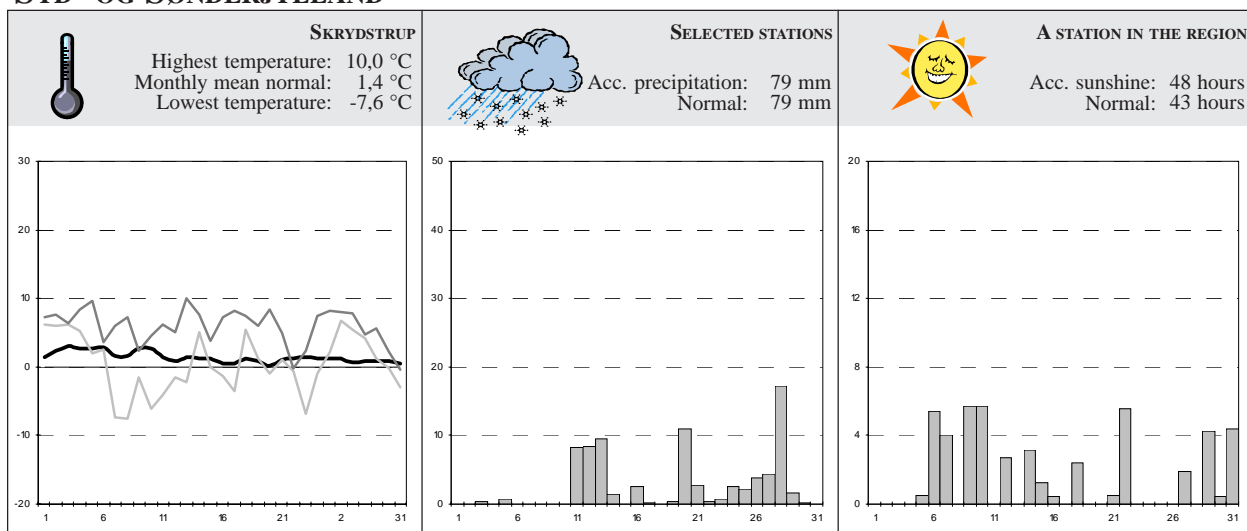 SYD- OG SØNDERJYLLAND
SKRYDSTRUP
Highest temperature: 10,0 °C
Monthly mean normal: 1,4 °C
Lowest temperature: -7,6 °C
SELECTED STATIONS
Acc. precipitation: 79 mm
Normal: 79 mm
A STATION IN THE REGION
Acc. sunshine: 48 hours
Normal: 43 hours
30
20
10
0
-10
-20
1 6 11 16 21 2 31
50
40
30
20
10
0
1 6 11 16 21 26 31
20
16
12
8
4
0
1 6 11 16 21 26 31